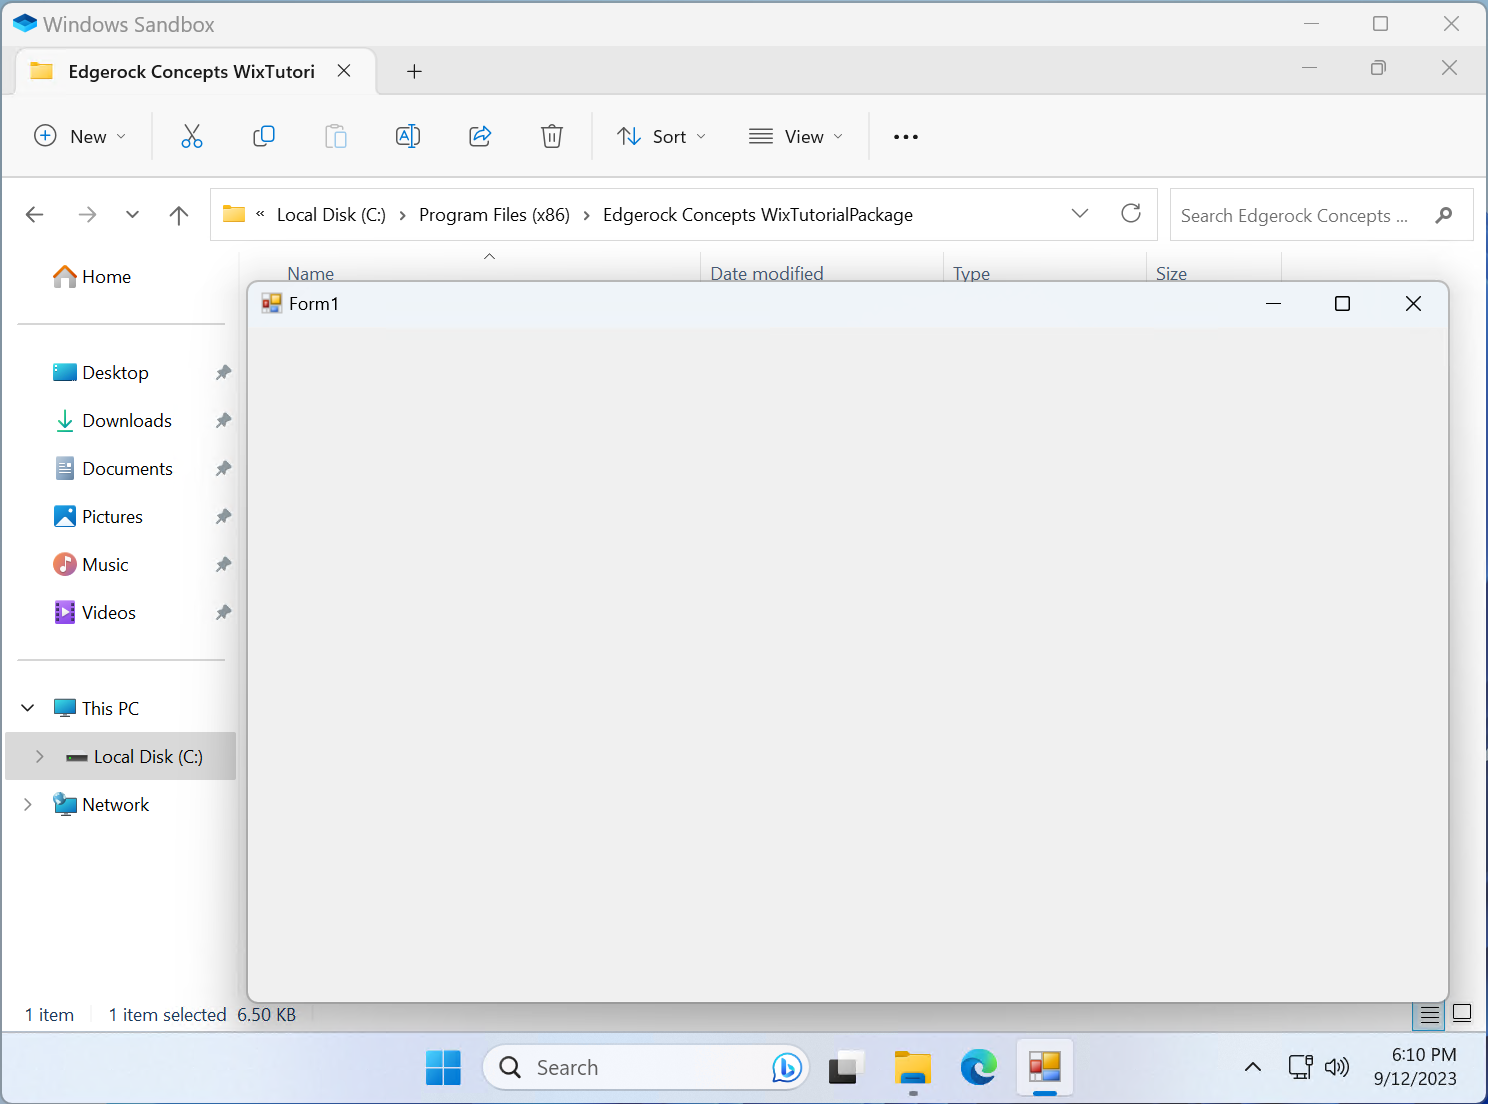 Windows Sandbox
Edgerock Concepts WixTutori
New
Sort
View
« Local Disk (C:) > Program Files (x86) > Edgerock Concepts WixTutorialPackage
Search Edgerock Concepts ...
Home
Name
Date modified
Type
Size
Form1
Desktop
Downloads
Documents
Pictures
Music
Videos
This PC
Local Disk (C:)
Network
1 item
1 item selected 6.50 KB
Search
6:10 PM
9/12/2023